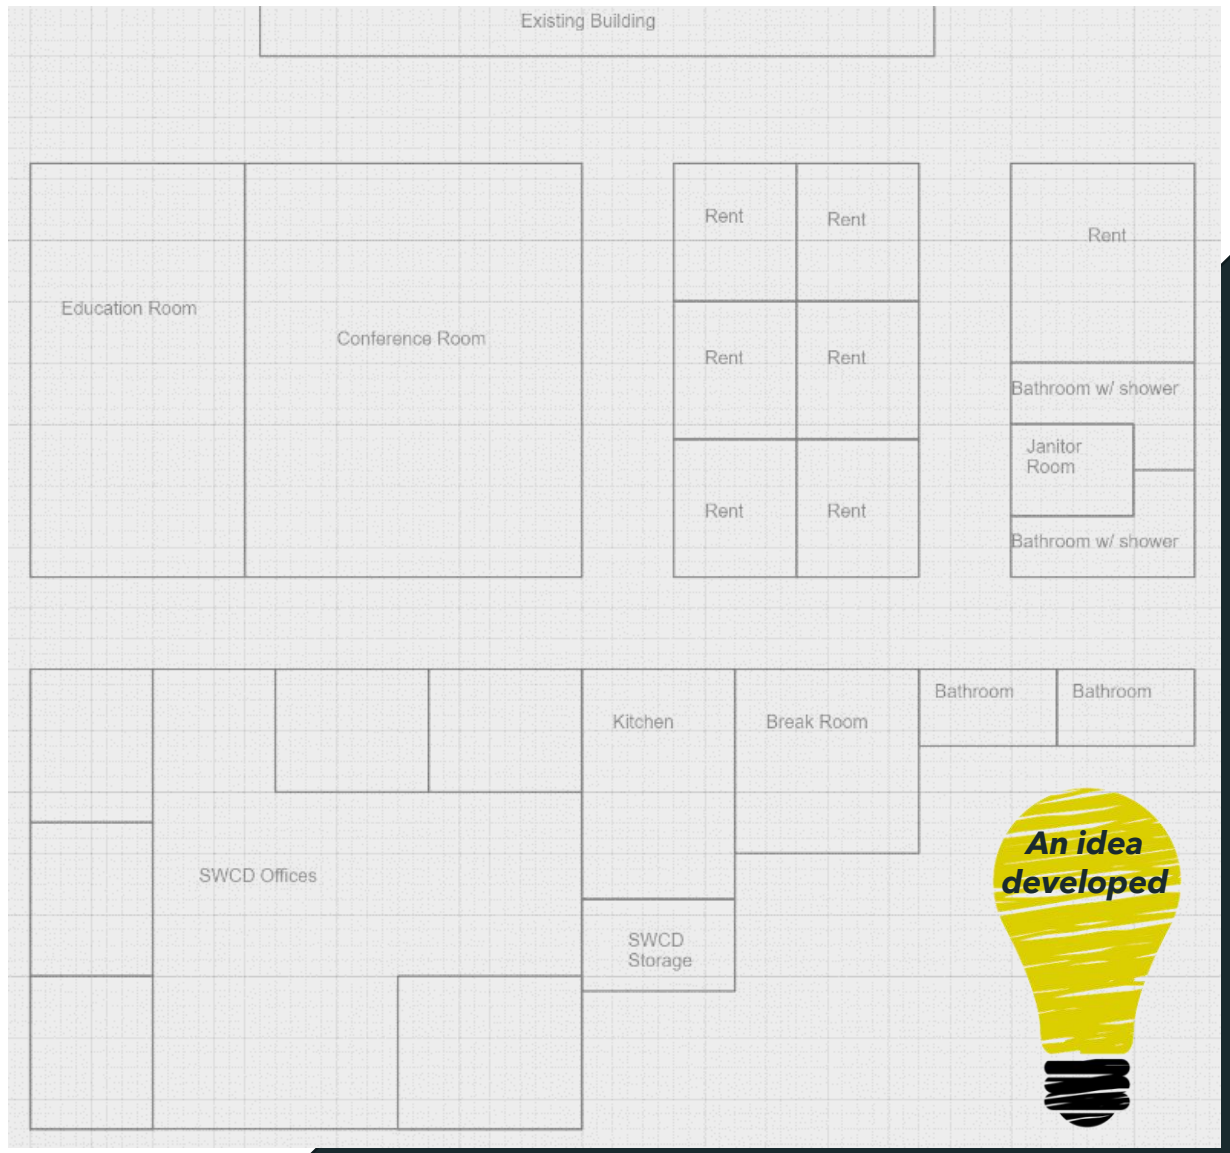 Existing Building
Rent
Rent
Rent
Education Room
Conference Room
Rent
Rent
Bathroom w/ shower
Janitor
Room
Rent
Rent
Bathroom w/ shower
Kitchen
Break Room
Bathroom
Bathroom
SWCD Offices
SWCD
Storage
An idea
developed